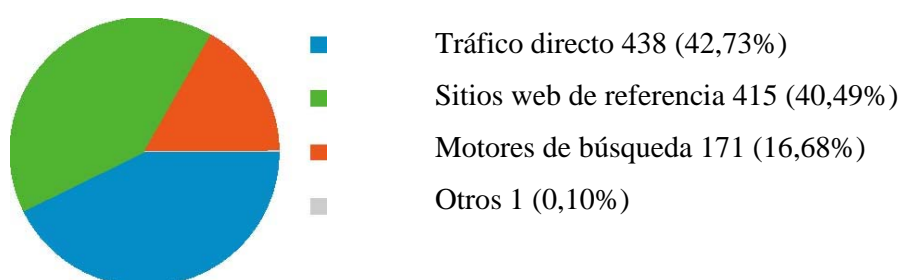 Tráfico directo 438 (42,73%)
Sitios web de referencia 415 (40,49%)
Motores de búsqueda 171 (16,68%)
Otros 1 (0,10%)